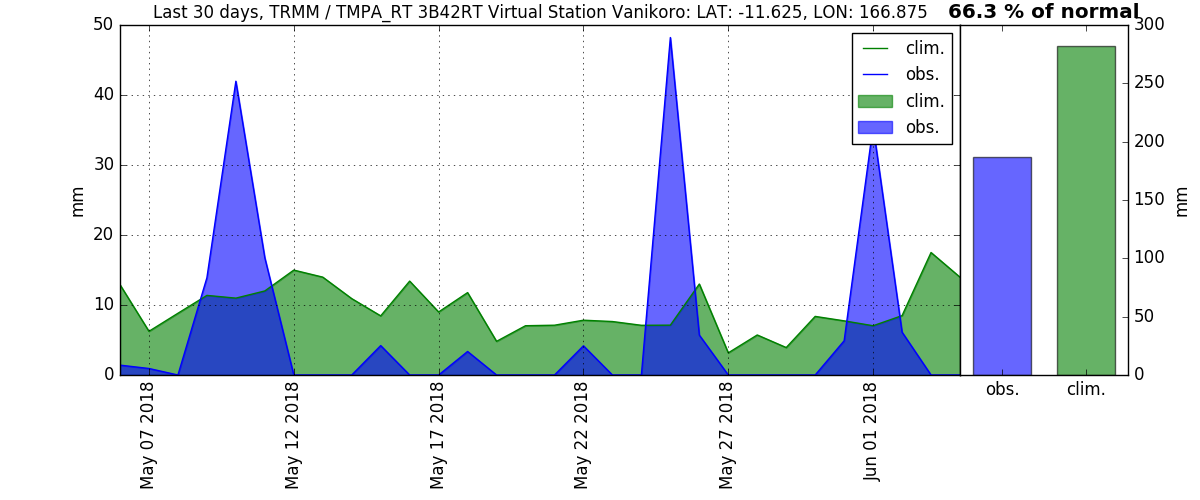 Last 30 days, TRMM / TMPA_RT 3B42RT Virtual Station Vanikoro: LAT: -11.625, LON: 166.875
66.3 % of normal
50
40
30
20
10
0
mm
May 07 2018
May 12 2018
May 17 2018
May 22 2018
May 27 2018
Jun 01 2018
clim.
obs.
clim.
obs.
300
250
200
150
100
50
0
mm
obs.
clim.